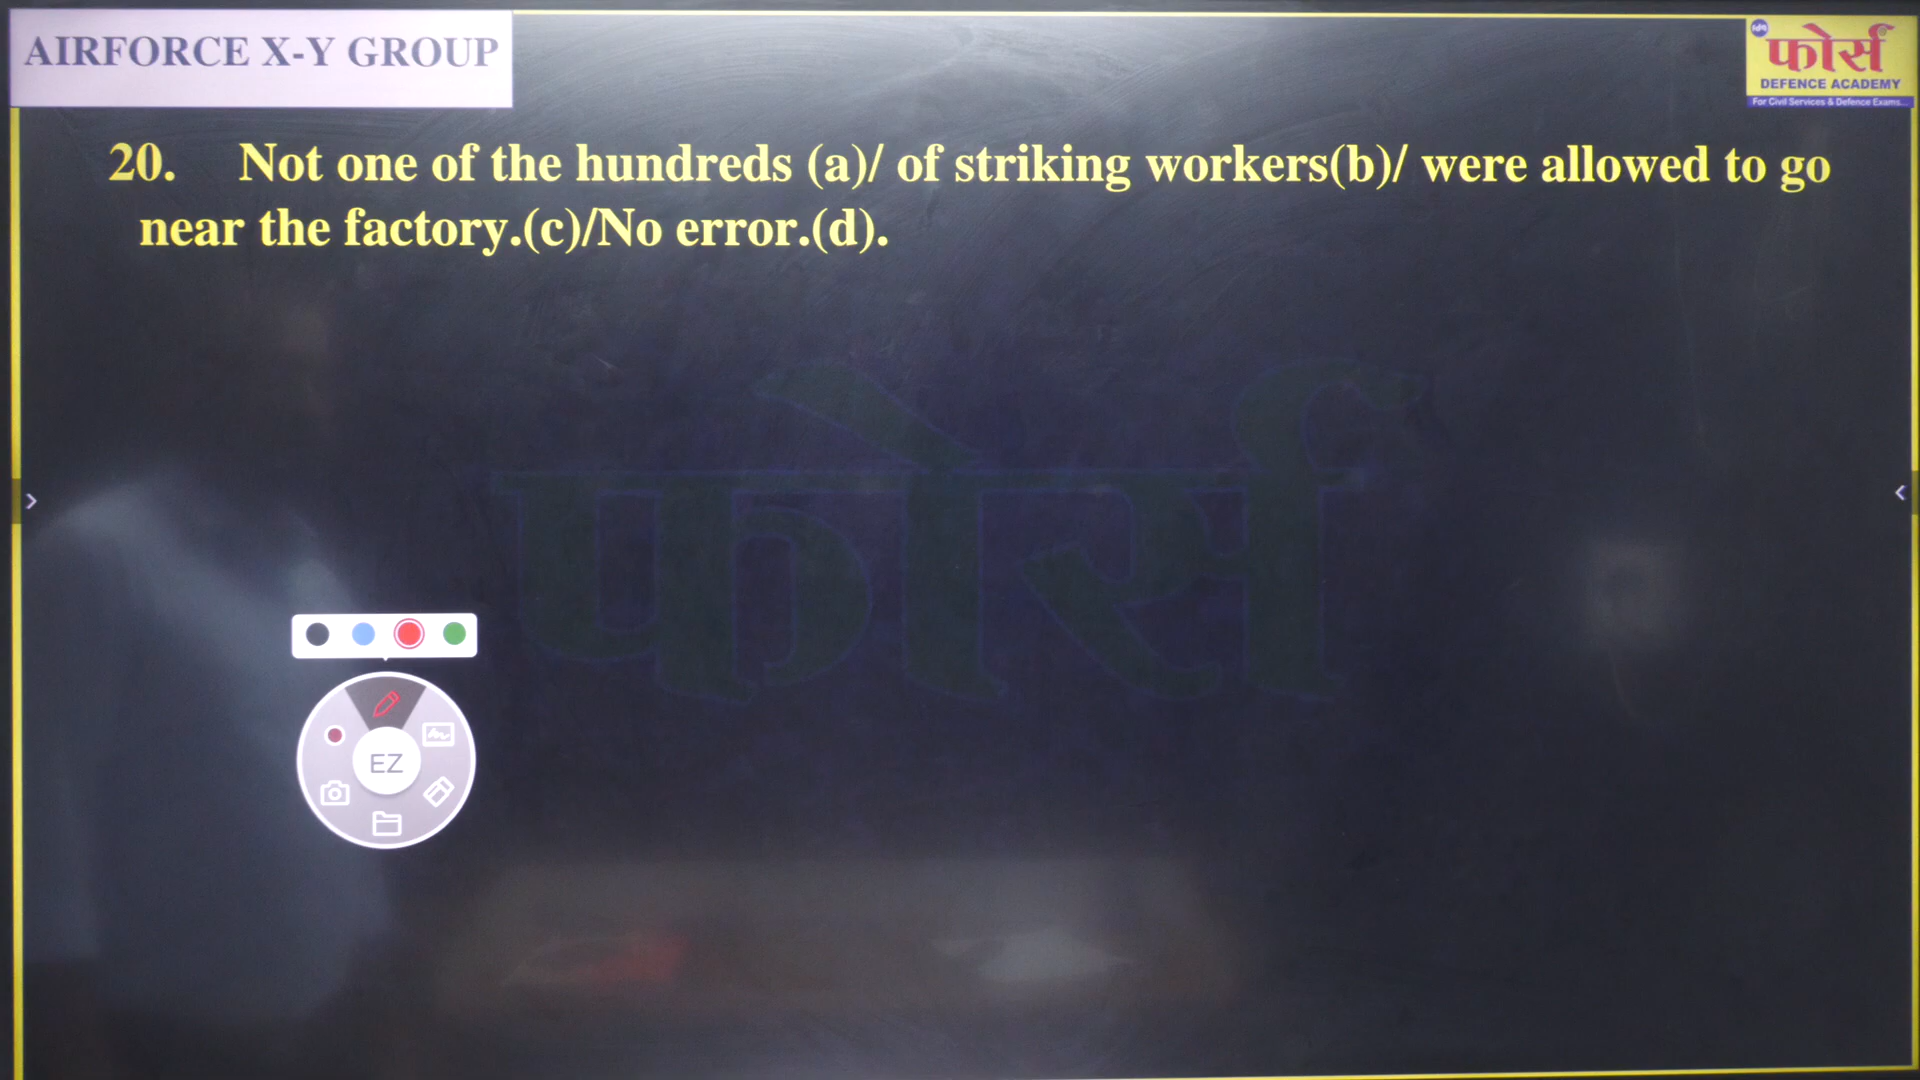 AIRFORCE X-Y GROUP
फोर्स
DEFENCE ACADEMY
For Civil Services & Defence Exams...
20. Not one of the hundreds (a)/ of striking workers(b)/ were allowed to go
near the factory.(c)/No error.(d).
फोर्स
EZ